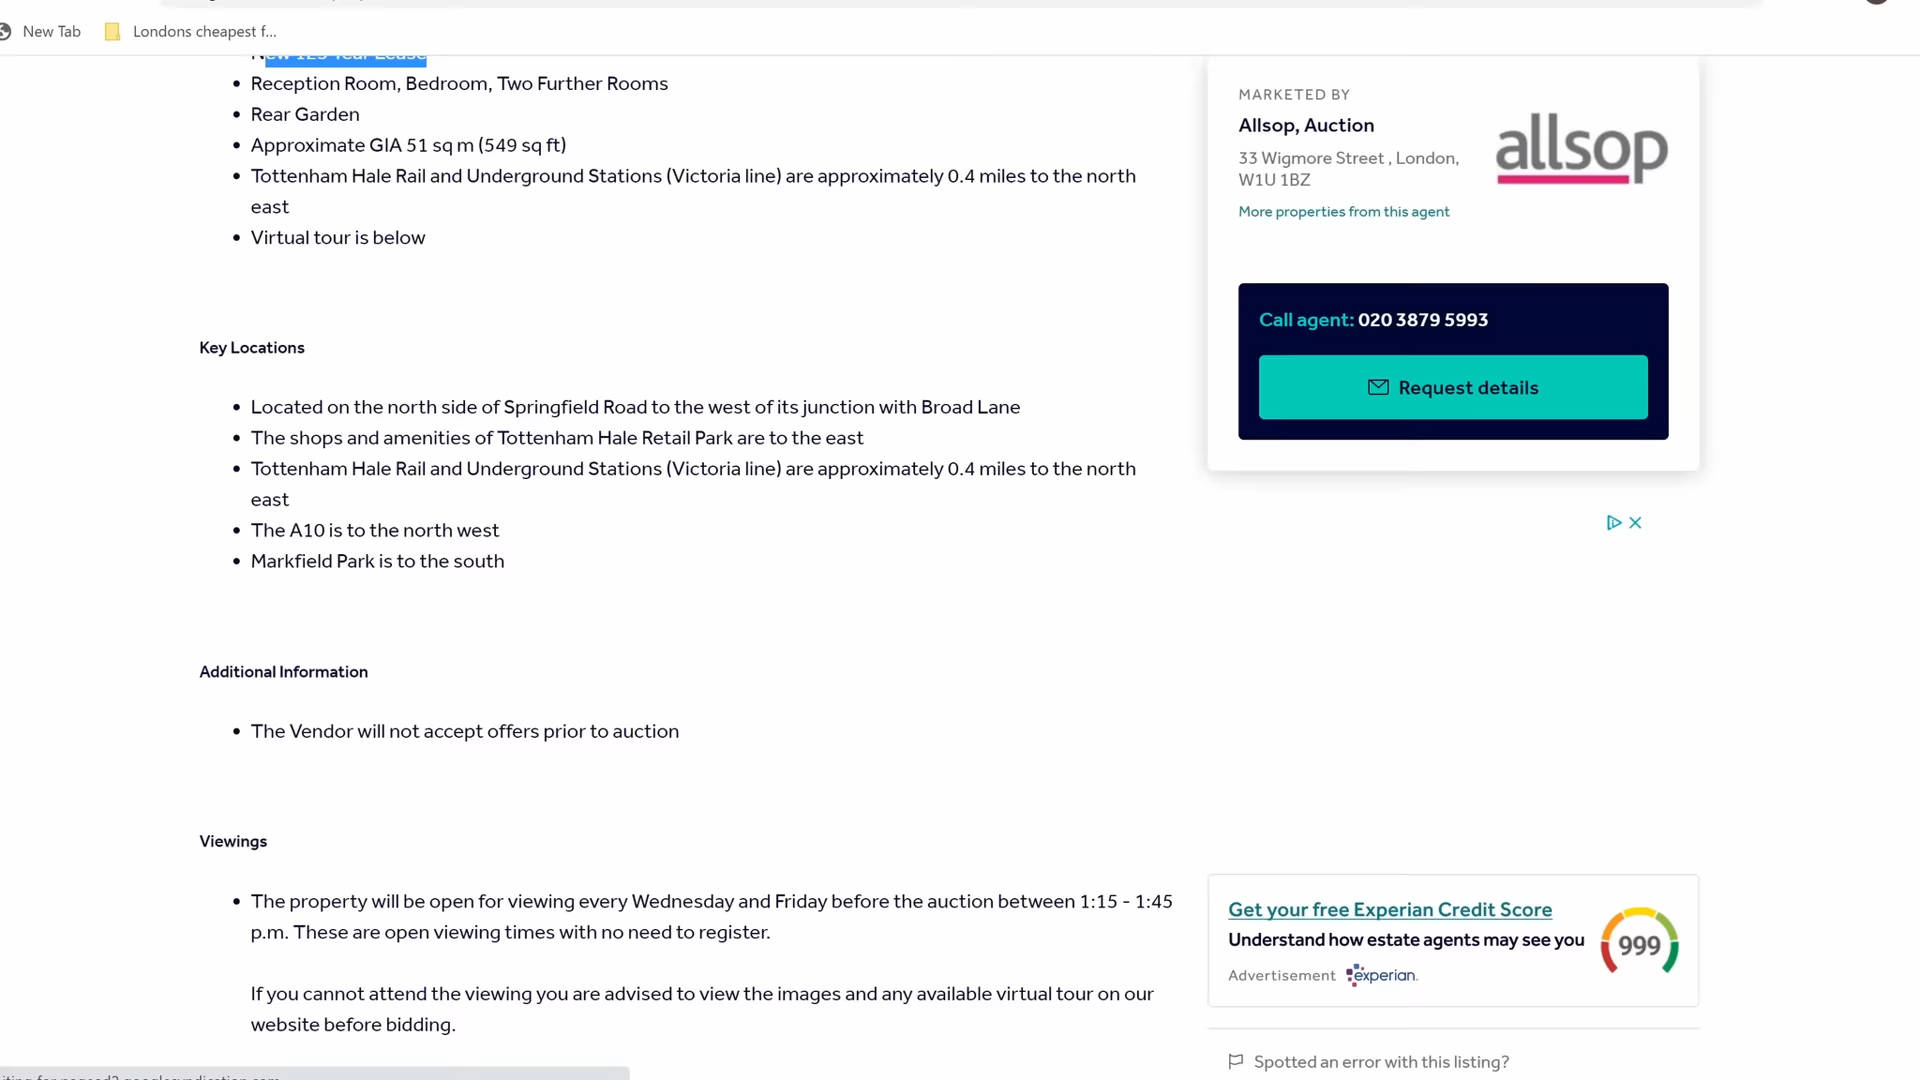 New Tab
Londons cheapest f...
New 125 Year Lease
Reception Room, Bedroom, Two Further Rooms
Rear Garden
Approximate GIA 51 sq m (549 sq ft)
Tottenham Hale Rail and Underground Stations (Victoria line) are approximately 0.4 miles to the north
east
Virtual tour is below
Key Locations
Located on the north side of Springfield Road to the west of its junction with Broad Lane
The shops and amenities of Tottenham Hale Retail Park are to the east
Tottenham Hale Rail and Underground Stations (Victoria line) are approximately 0.4 miles to the north
east
The A10 is to the north west
Markfield Park is to the south
Additional Information
The Vendor will not accept offers prior to auction
Viewings
The property will be open for viewing every Wednesday and Friday before the auction between 1:15 - 1:45
p.m. These are open viewing times with no need to register.
If you cannot attend the viewing you are advised to view the images and any available virtual tour on our
website before bidding.
MARKETED BY
Allsop, Auction
33 Wigmore Street , London,
W1U 1BZ
More properties from this agent
allsop
Call agent: 020 3879 5993
Request details
Get your free Experian Credit Score
Understand how estate agents may see you
Advertisement experian.
999
Spotted an error with this listing?